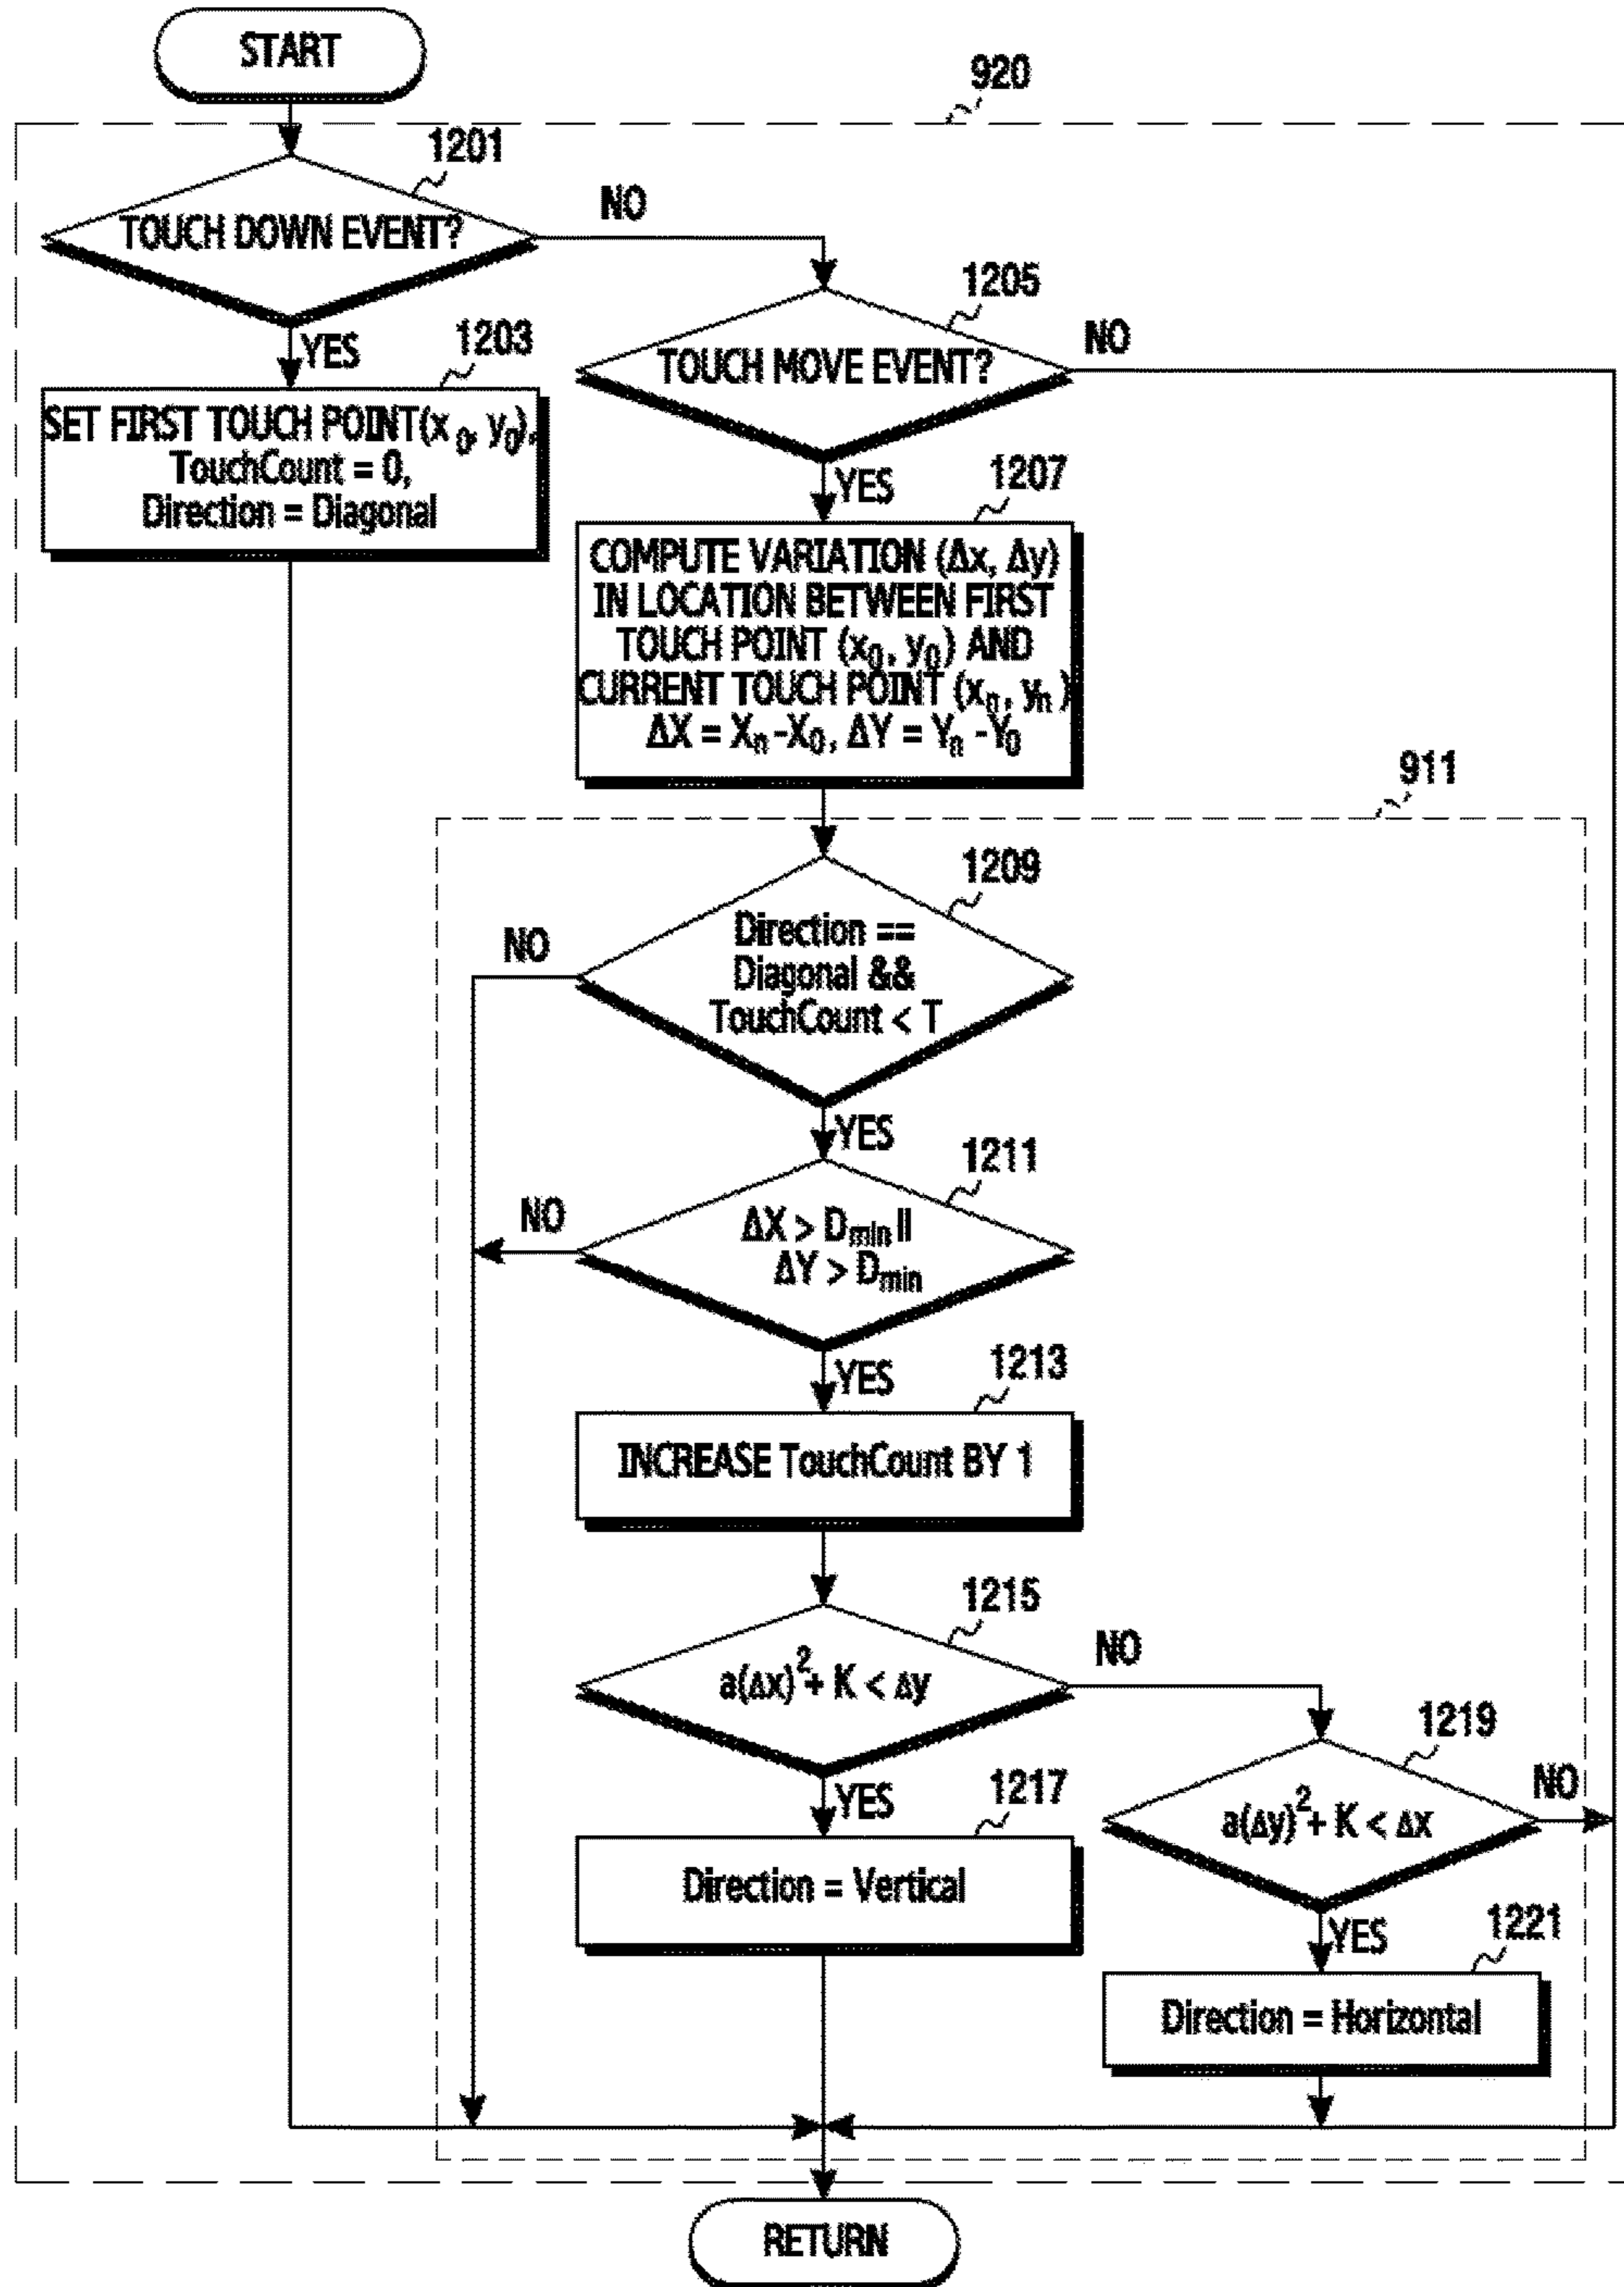 START
920
1201
TOUCH DOWN EVENT?
NO
1205
YES
1203
TOUCH MOVE EVENT?
NO
SET FIRST TOUCH POINT(x₀, y₀),
TouchCount = 0,
Direction = Diagonal
YES
1207
COMPUTE VARIATION (Δx, Δy)
IN LOCATION BETWEEN FIRST
TOUCH POINT (x₀, y₀) AND
CURRENT TOUCH POINT (xₙ, yₙ)
ΔX = Xₙ -X₀, ΔY = Yₙ -Y₀
911
1209
NO
Direction ==
Diagonal &&
TouchCount < T
YES
1211
NO
ΔX > Dmin ||
ΔY > Dmin
YES
1213
INCREASE TouchCount BY 1
1215
NO
a(Δx)² + K < Δy
1219
YES
1217
NO
a(Δy)² + K < Δx
Direction = Vertical
YES
1221
Direction = Horizontal
RETURN